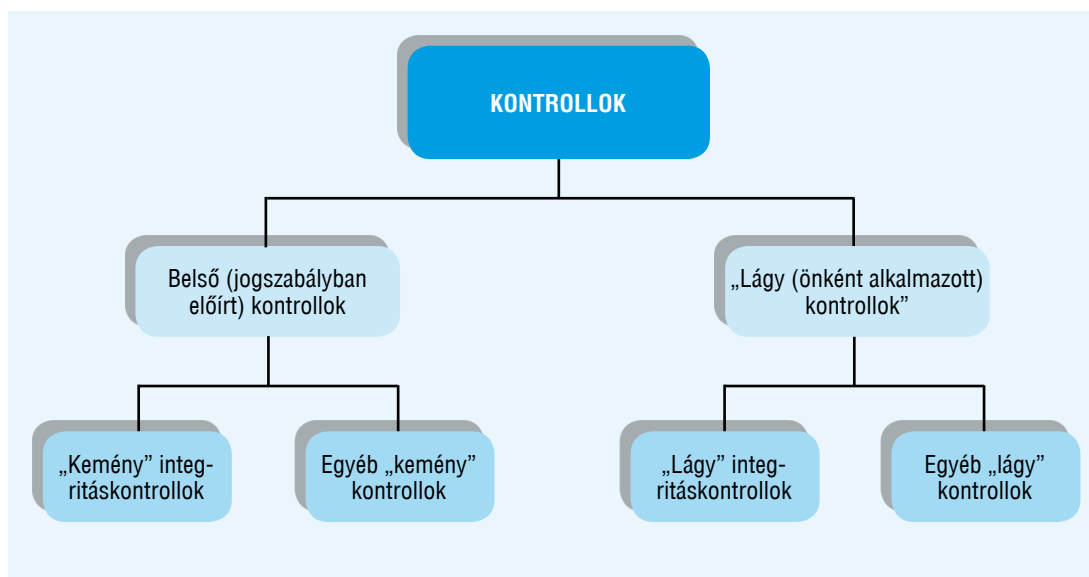 KONTROLLOK
Belső (jogszabályban
előírt) kontrollok
„Lágy (önként alkalmazott)
kontrollok”
„Kemény” integ-
ritáskontrollok
Egyéb „kemény”
kontrollok
„Lágy” integ-
ritáskontrollok
Egyéb „lágy”
kontrollok